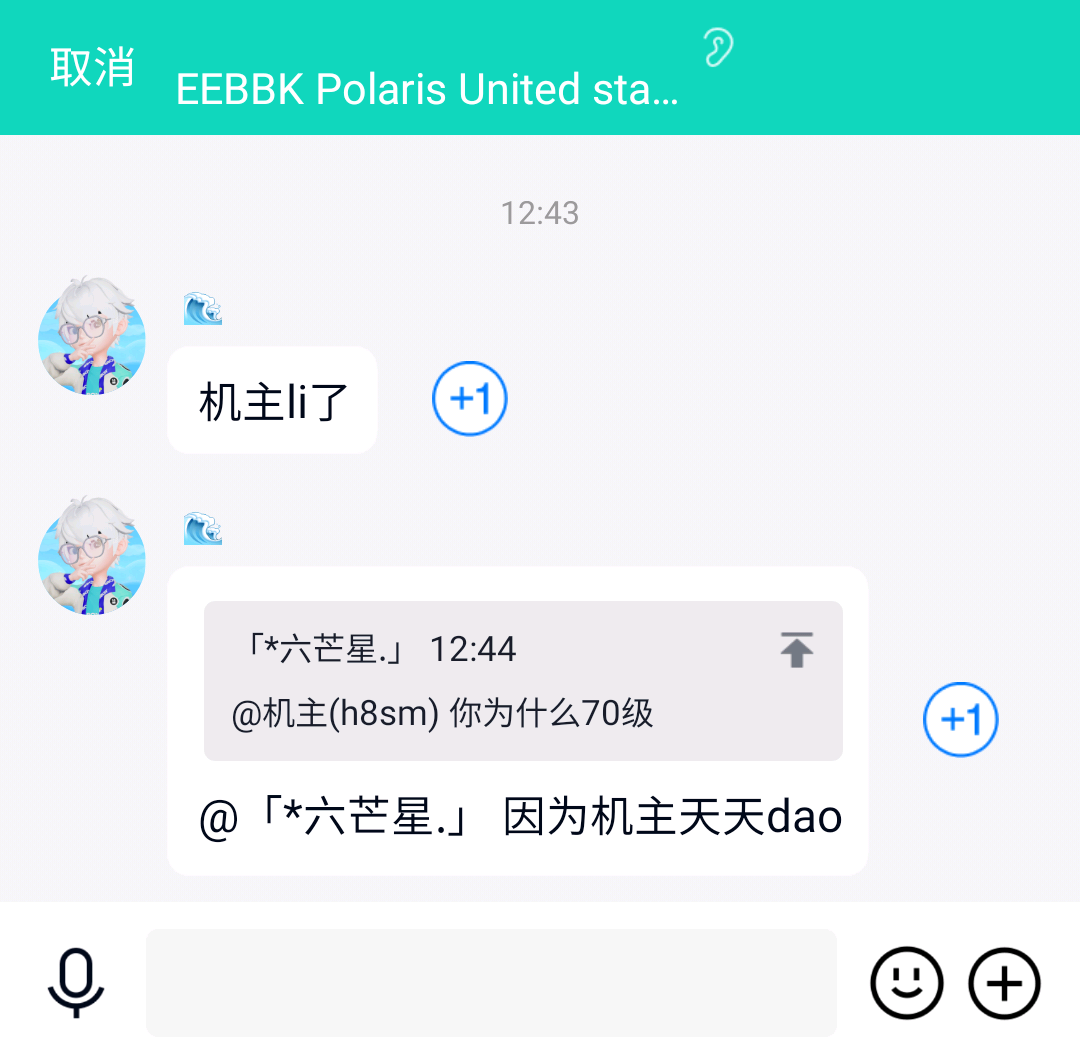 取消
EEBBK Polaris United sta...
12:43
机主li了
+1
「*六芒星.」 12:44
@机主(h8sm) 你为什么70级
+1
@「*六芒星.」 因为机主天天dao